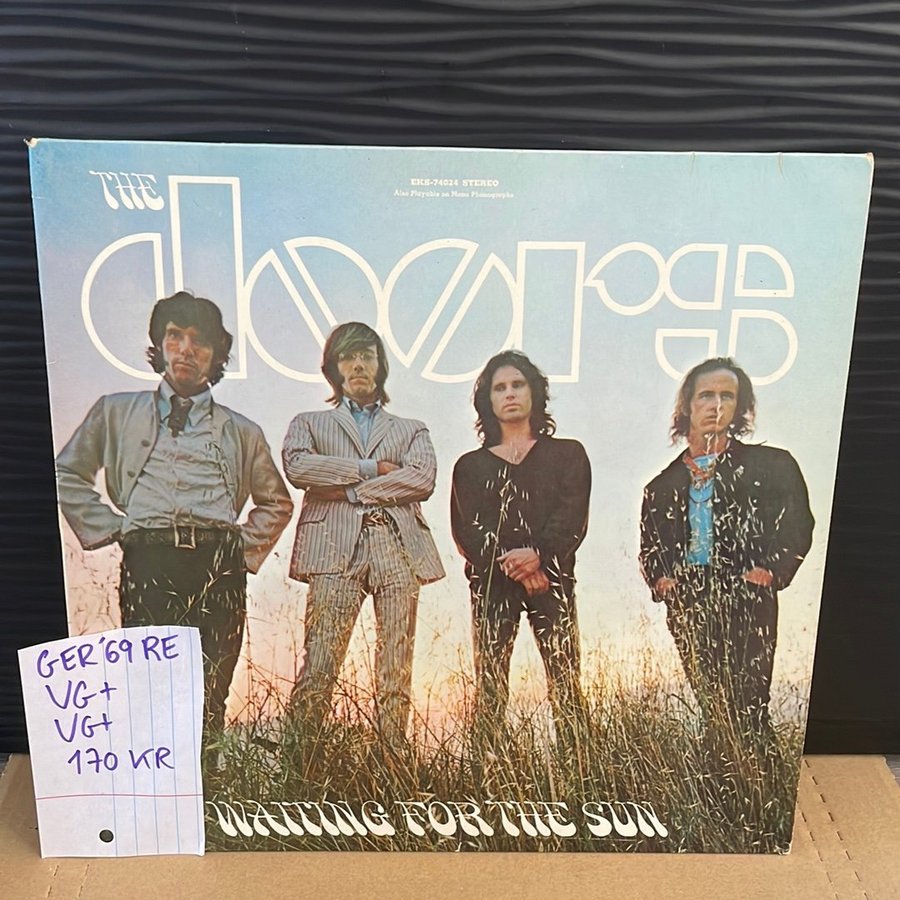 THE
doors
EKS-74024 STEREO
Also Playable on Mono Phonographs
GER '69 RE
VG+
VG+
170 KR
WAITING FOR THE SUN